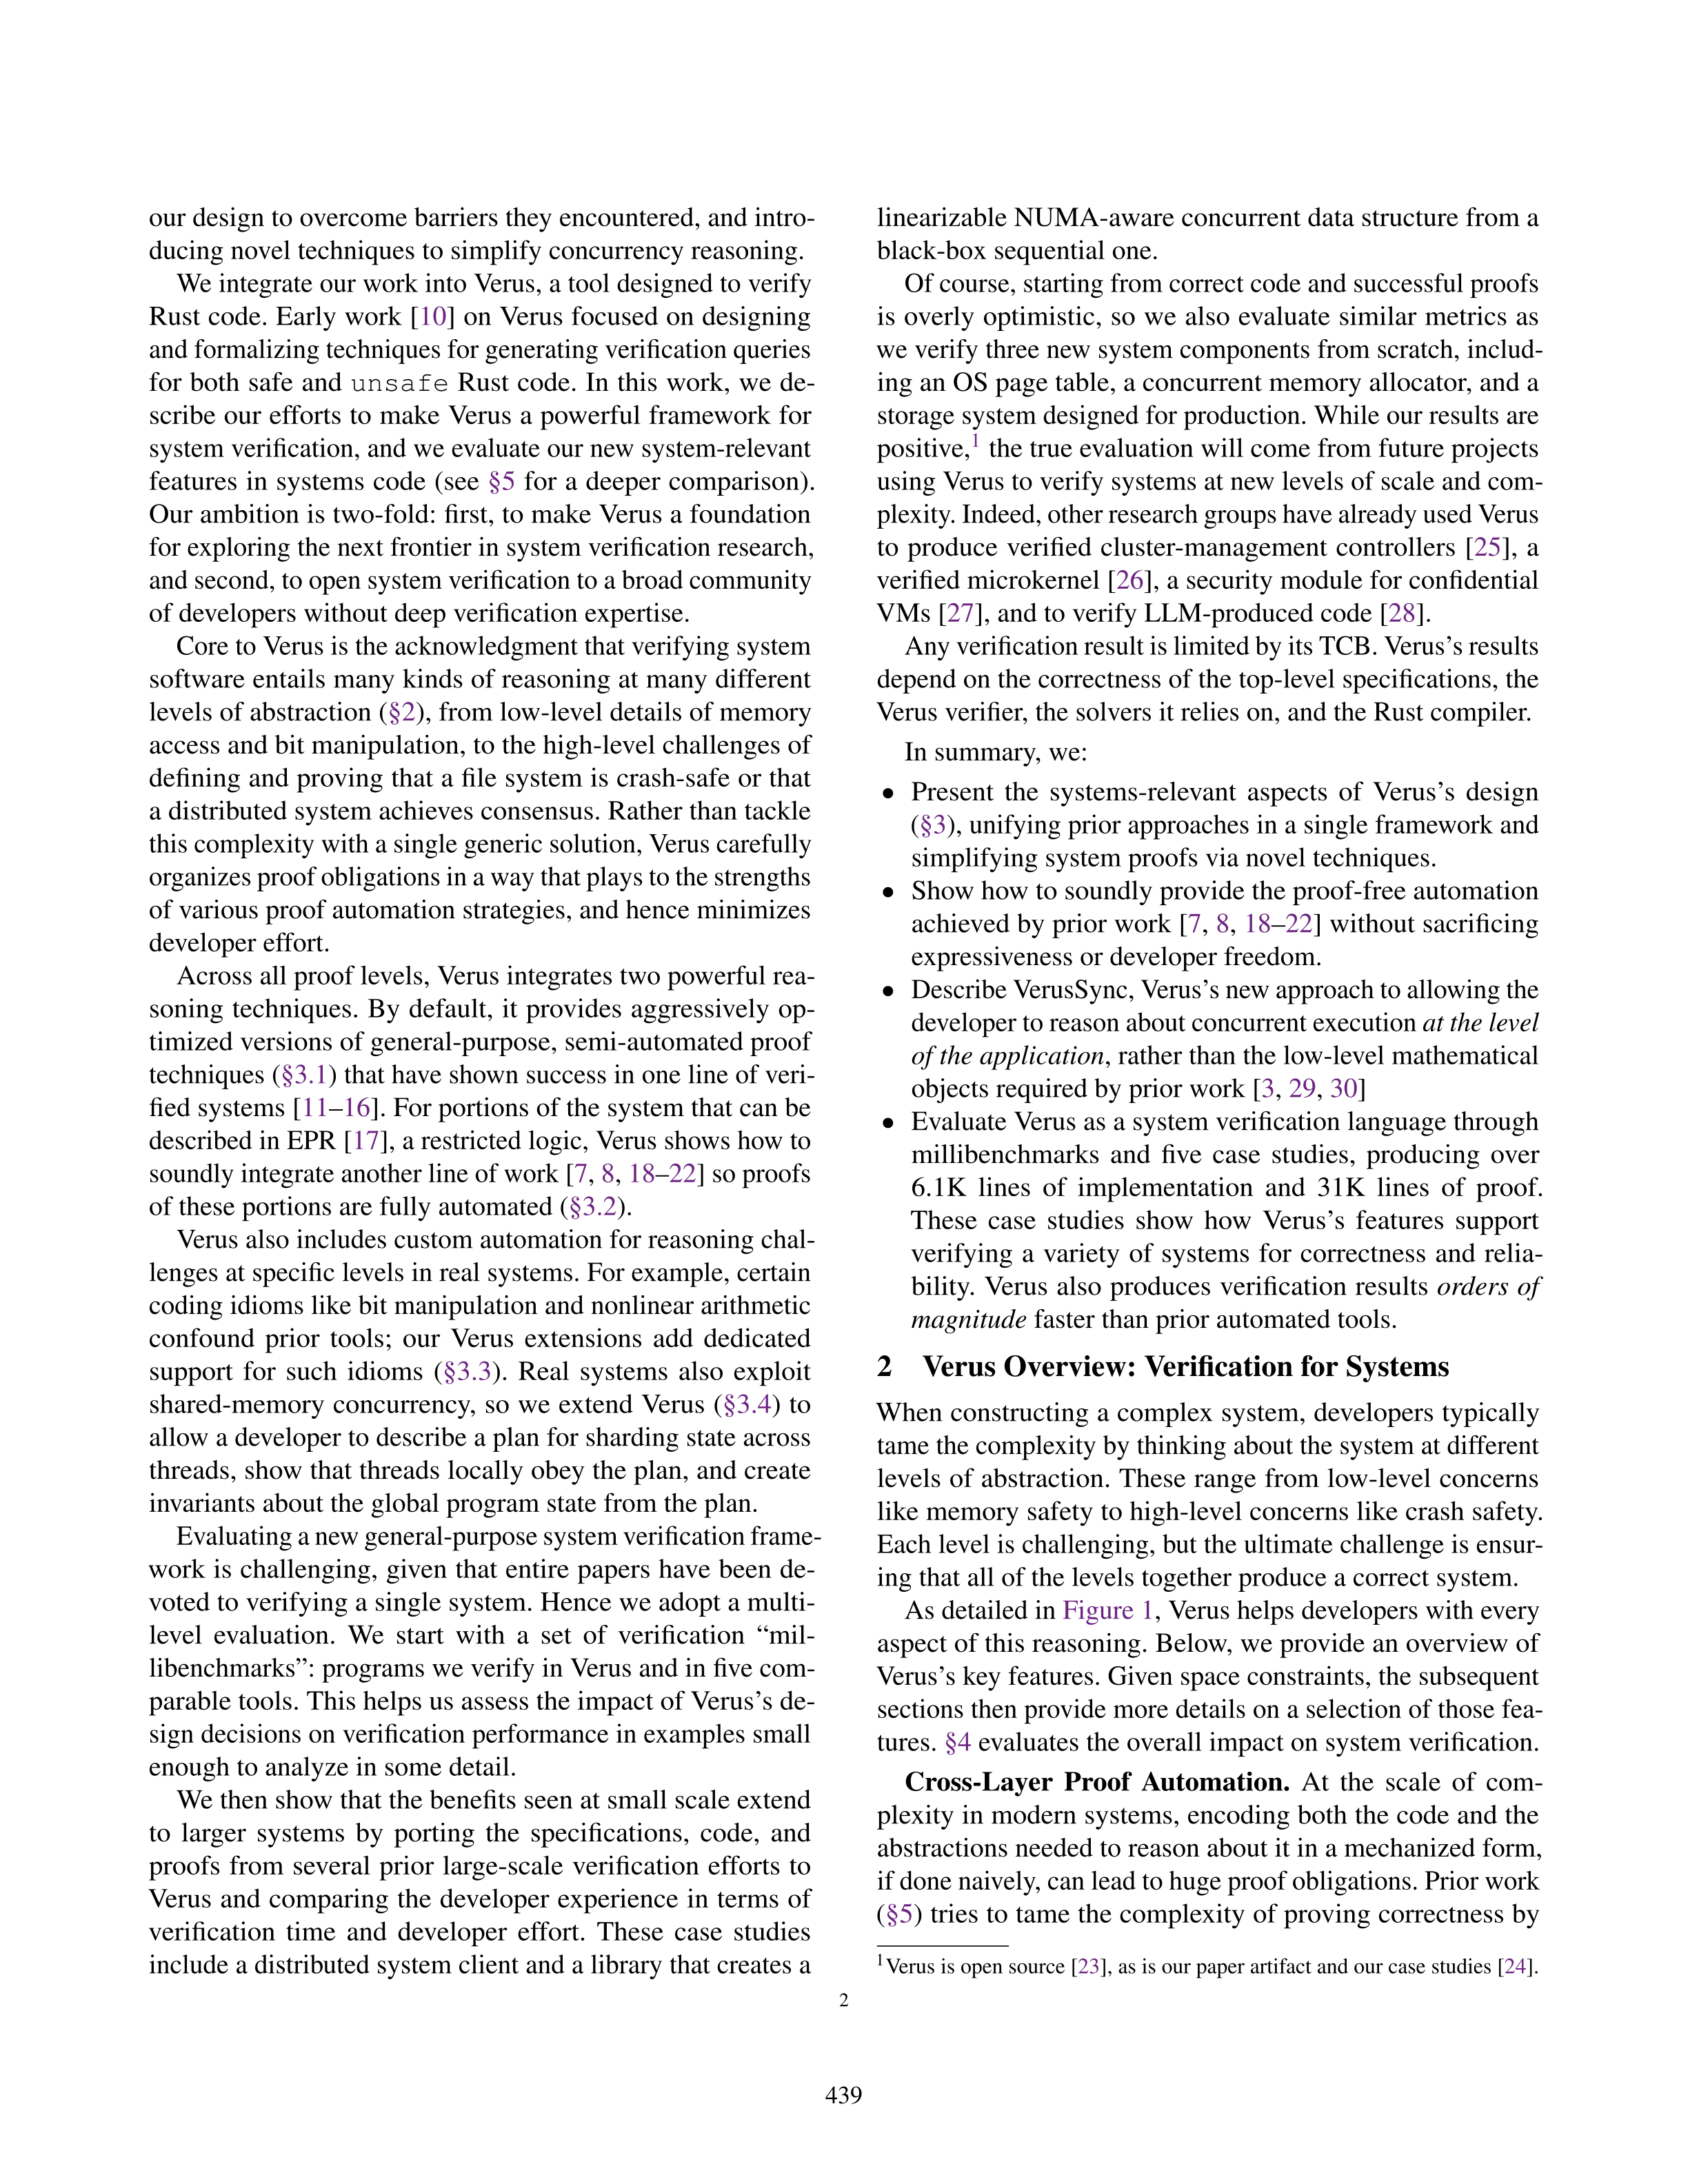 our design to overcome barriers they encountered, and intro-
ducing novel techniques to simplify concurrency reasoning.
We integrate our work into Verus, a tool designed to verify
Rust code. Early work [10] on Verus focused on designing
and formalizing techniques for generating verification queries
for both safe and unsafe Rust code. In this work, we de-
scribe our efforts to make Verus a powerful framework for
system verification, and we evaluate our new system-relevant
features in systems code (see §5 for a deeper comparison).
Our ambition is two-fold: first, to make Verus a foundation
for exploring the next frontier in system verification research,
and second, to open system verification to a broad community
of developers without deep verification expertise.
Core to Verus is the acknowledgment that verifying system
software entails many kinds of reasoning at many different
levels of abstraction (§2), from low-level details of memory
access and bit manipulation, to the high-level challenges of
defining and proving that a file system is crash-safe or that
a distributed system achieves consensus. Rather than tackle
this complexity with a single generic solution, Verus carefully
organizes proof obligations in a way that plays to the strengths
of various proof automation strategies, and hence minimizes
developer effort.
Across all proof levels, Verus integrates two powerful rea-
soning techniques. By default, it provides aggressively op-
timized versions of general-purpose, semi-automated proof
techniques (§3.1) that have shown success in one line of veri-
fied systems [11–16]. For portions of the system that can be
described in EPR [17], a restricted logic, Verus shows how to
soundly integrate another line of work [7, 8, 18–22] so proofs
of these portions are fully automated (§3.2).
Verus also includes custom automation for reasoning chal-
lenges at specific levels in real systems. For example, certain
coding idioms like bit manipulation and nonlinear arithmetic
confound prior tools; our Verus extensions add dedicated
support for such idioms (§3.3). Real systems also exploit
shared-memory concurrency, so we extend Verus (§3.4) to
allow a developer to describe a plan for sharding state across
threads, show that threads locally obey the plan, and create
invariants about the global program state from the plan.
Evaluating a new general-purpose system verification frame-
work is challenging, given that entire papers have been de-
voted to verifying a single system. Hence we adopt a multi-
level evaluation. We start with a set of verification “mil-
libenchmarks”: programs we verify in Verus and in five com-
parable tools. This helps us assess the impact of Verus’s de-
sign decisions on verification performance in examples small
enough to analyze in some detail.
We then show that the benefits seen at small scale extend
to larger systems by porting the specifications, code, and
proofs from several prior large-scale verification efforts to
Verus and comparing the developer experience in terms of
verification time and developer effort. These case studies
include a distributed system client and a library that creates a
linearizable NUMA-aware concurrent data structure from a
black-box sequential one.
Of course, starting from correct code and successful proofs
is overly optimistic, so we also evaluate similar metrics as
we verify three new system components from scratch, includ-
ing an OS page table, a concurrent memory allocator, and a
storage system designed for production. While our results are
positive,1 the true evaluation will come from future projects
using Verus to verify systems at new levels of scale and com-
plexity. Indeed, other research groups have already used Verus
to produce verified cluster-management controllers [25], a
verified microkernel [26], a security module for confidential
VMs [27], and to verify LLM-produced code [28].
Any verification result is limited by its TCB. Verus’s results
depend on the correctness of the top-level specifications, the
Verus verifier, the solvers it relies on, and the Rust compiler.
In summary, we:
• Present the systems-relevant aspects of Verus’s design
(§3), unifying prior approaches in a single framework and
simplifying system proofs via novel techniques.
• Show how to soundly provide the proof-free automation
achieved by prior work [7, 8, 18–22] without sacrificing
expressiveness or developer freedom.
• Describe VerusSync, Verus’s new approach to allowing the
developer to reason about concurrent execution at the level
of the application, rather than the low-level mathematical
objects required by prior work [3, 29, 30]
• Evaluate Verus as a system verification language through
millibenchmarks and five case studies, producing over
6.1K lines of implementation and 31K lines of proof.
These case studies show how Verus’s features support
verifying a variety of systems for correctness and relia-
bility. Verus also produces verification results orders of
magnitude faster than prior automated tools.
2 Verus Overview: Verification for Systems
When constructing a complex system, developers typically
tame the complexity by thinking about the system at different
levels of abstraction. These range from low-level concerns
like memory safety to high-level concerns like crash safety.
Each level is challenging, but the ultimate challenge is ensur-
ing that all of the levels together produce a correct system.
As detailed in Figure 1, Verus helps developers with every
aspect of this reasoning. Below, we provide an overview of
Verus’s key features. Given space constraints, the subsequent
sections then provide more details on a selection of those fea-
tures. §4 evaluates the overall impact on system verification.
Cross-Layer Proof Automation. At the scale of com-
plexity in modern systems, encoding both the code and the
abstractions needed to reason about it in a mechanized form,
if done naively, can lead to huge proof obligations. Prior work
(§5) tries to tame the complexity of proving correctness by
1Verus is open source [23], as is our paper artifact and our case studies [24].
2
439